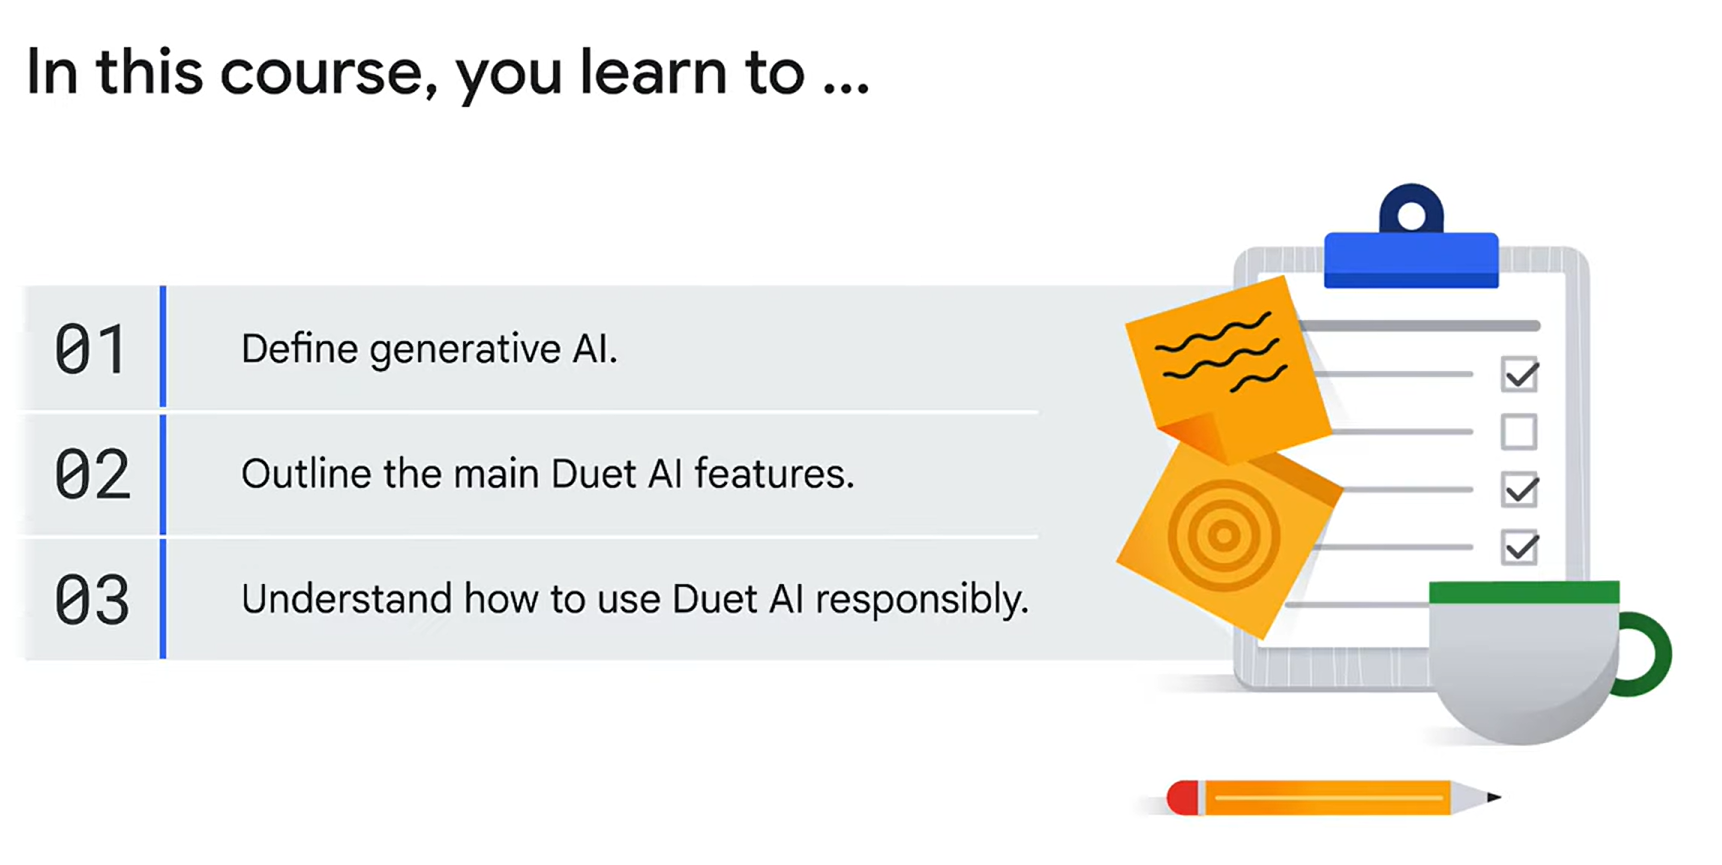 In this course, you learn to ...
01
Define generative AI.
02
Outline the main Duet AI features.
03
Understand how to use Duet AI responsibly.